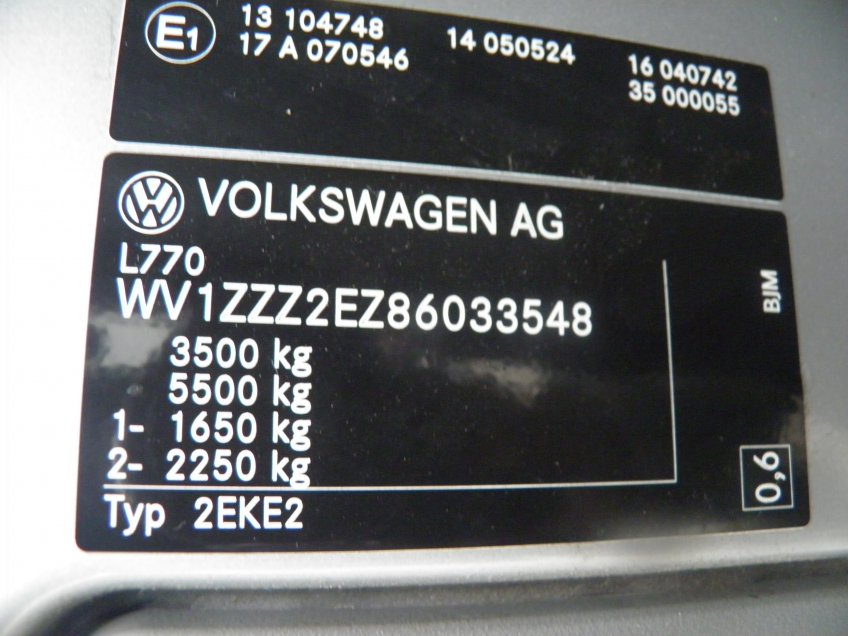 E1
13 104748 14 050524 16 040742
17 A 070546 35 000055
VOLKSWAGEN AG
L770
WV1ZZZ2EZ86033548
3500 kg
5500 kg
1- 1650 kg
2- 2250 kg
Typ 2EKE2
BJM
0,6